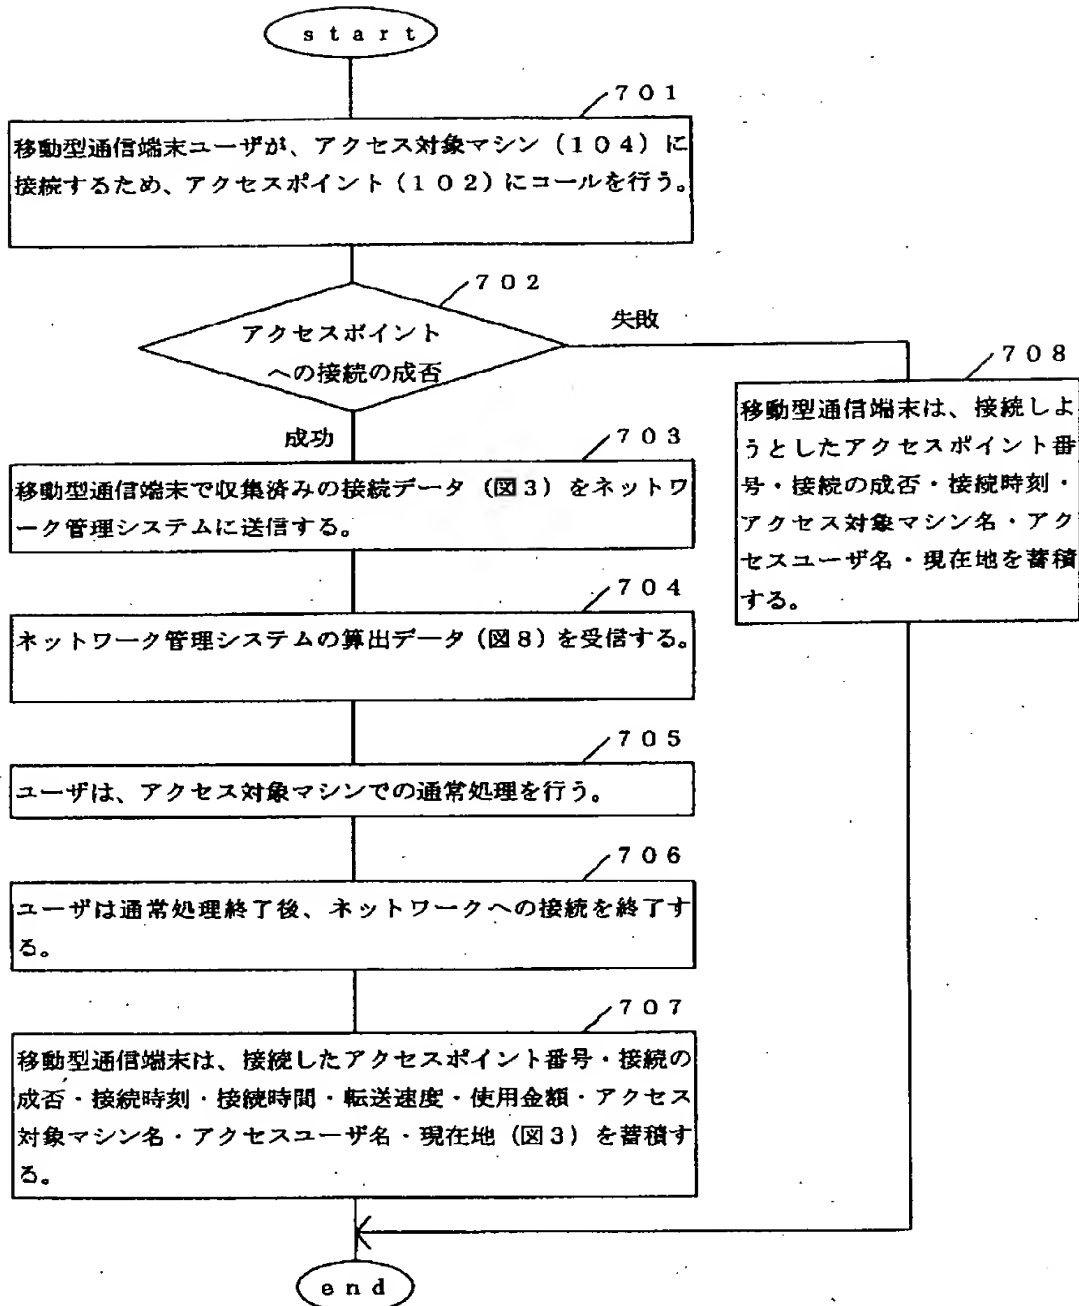 start
701
移動型通信端末ユーザが、アクセス対象マシン（１０４）に
接続するため、アクセスポイント（１０２）にコールを行う。
702
アクセスポイント
への接続の成否
失敗
成功
703
移動型通信端末で収集済みの接続データ（図３）をネットワ
ーク管理システムに送信する。
704
ネットワーク管理システムの算出データ（図８）を受信する。
705
ユーザは、アクセス対象マシンでの通常処理を行う。
706
ユーザは通常処理終了後、ネットワークへの接続を終了す
る。
707
移動型通信端末は、接続したアクセスポイント番号・接続の
成否・接続時刻・接続時間・転送速度・使用金額・アクセス
対象マシン名・アクセスユーザ名・現在地（図３）を蓄積す
る。
708
移動型通信端末は、接続しよ
うとしたアクセスポイント番
号・接続の成否・接続時刻・
アクセス対象マシン名・アク
セスユーザ名・現在地を蓄積
する。
end